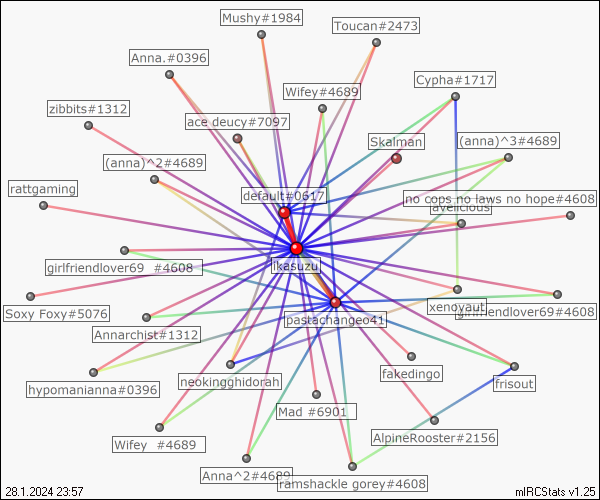 Mushy#1984
Toucan#2473
Anna.#0396
Cypha#1717
Wifey#4689
zibbits#1312
ace deucy#7097
Skalman
(anna)^3#4689
(anna)^2#4689
rattgaming
default#0617
no cops no laws no hope#4608
avelicious
ikasuzu
girlfriendlover69 #4608
Soxy Foxy#5076
xenoyaut
girlfriendlover69#4608
pastachangeo41
Annarchist#1312
fakedingo
neokingghidorah
frisout
hypomanianna#0396
Mad #6901
AlpineRooster#2156
Wifey #4689
Anna^2#4689
ramshackle gorey#4608
28.1.2024 23:57
mIRCStats v1.25